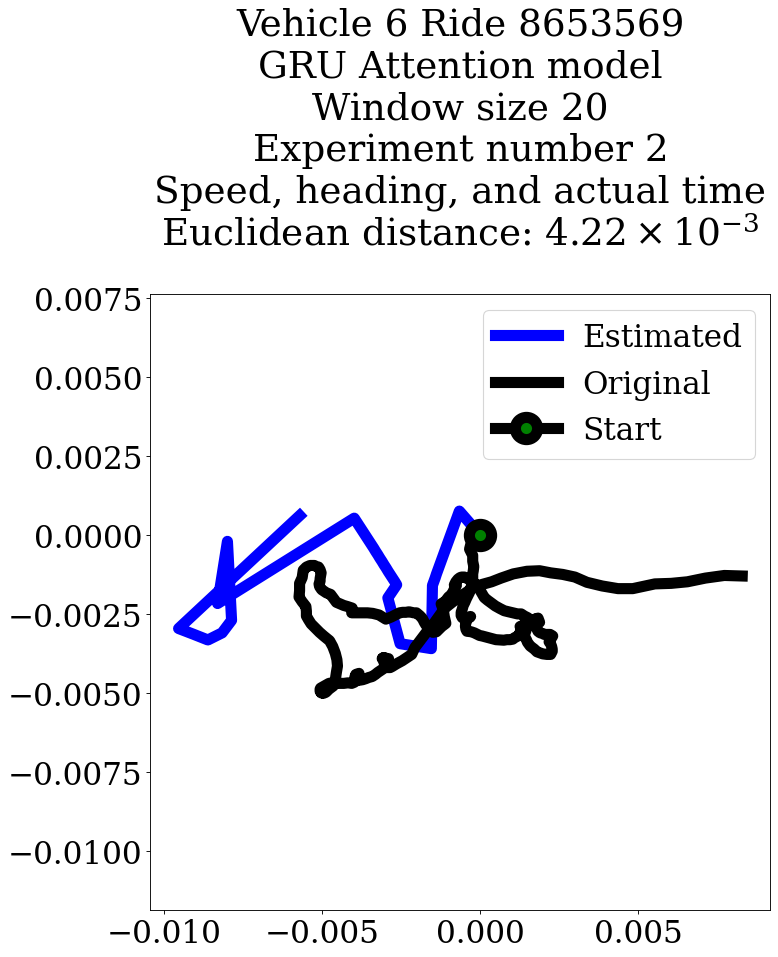 Vehicle 6 Ride 8653569
GRU Attention model
Window size 20
Experiment number 2
Speed, heading, and actual time
Euclidean distance: 4.22 × 10⁻³
Estimated
Original
Start
0.0075
0.0050
0.0025
0.0000
−0.0025
−0.0050
−0.0075
−0.0100
−0.010 −0.005 0.000 0.005